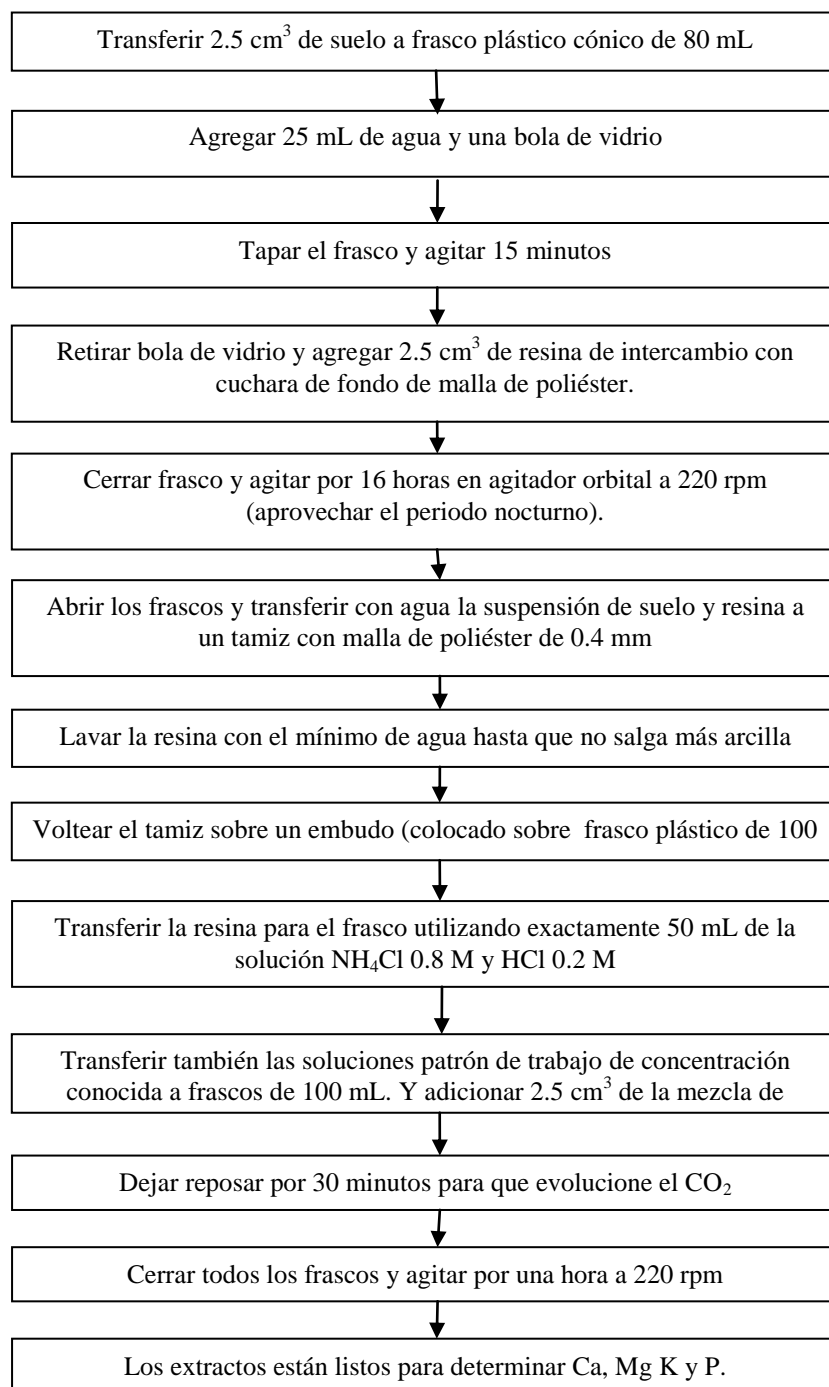 Transferir 2.5 cm³ de suelo a frasco plástico cónico de 80 mL
Agregar 25 mL de agua y una bola de vidrio
Tapar el frasco y agitar 15 minutos
Retirar bola de vidrio y agregar 2.5 cm³ de resina de intercambio con
cuchara de fondo de malla de poliéster.
Cerrar frasco y agitar por 16 horas en agitador orbital a 220 rpm
(aprovechar el periodo nocturno).
Abrir los frascos y transferir con agua la suspensión de suelo y resina a
un tamiz con malla de poliéster de 0.4 mm
Lavar la resina con el mínimo de agua hasta que no salga más arcilla
Voltear el tamiz sobre un embudo (colocado sobre frasco plástico de 100
Transferir la resina para el frasco utilizando exactamente 50 mL de la
solución NH₄Cl 0.8 M y HCl 0.2 M
Transferir también las soluciones patrón de trabajo de concentración
conocida a frascos de 100 mL. Y adicionar 2.5 cm³ de la mezcla de
Dejar reposar por 30 minutos para que evolucione el CO₂
Cerrar todos los frascos y agitar por una hora a 220 rpm
Los extractos están listos para determinar Ca, Mg K y P.